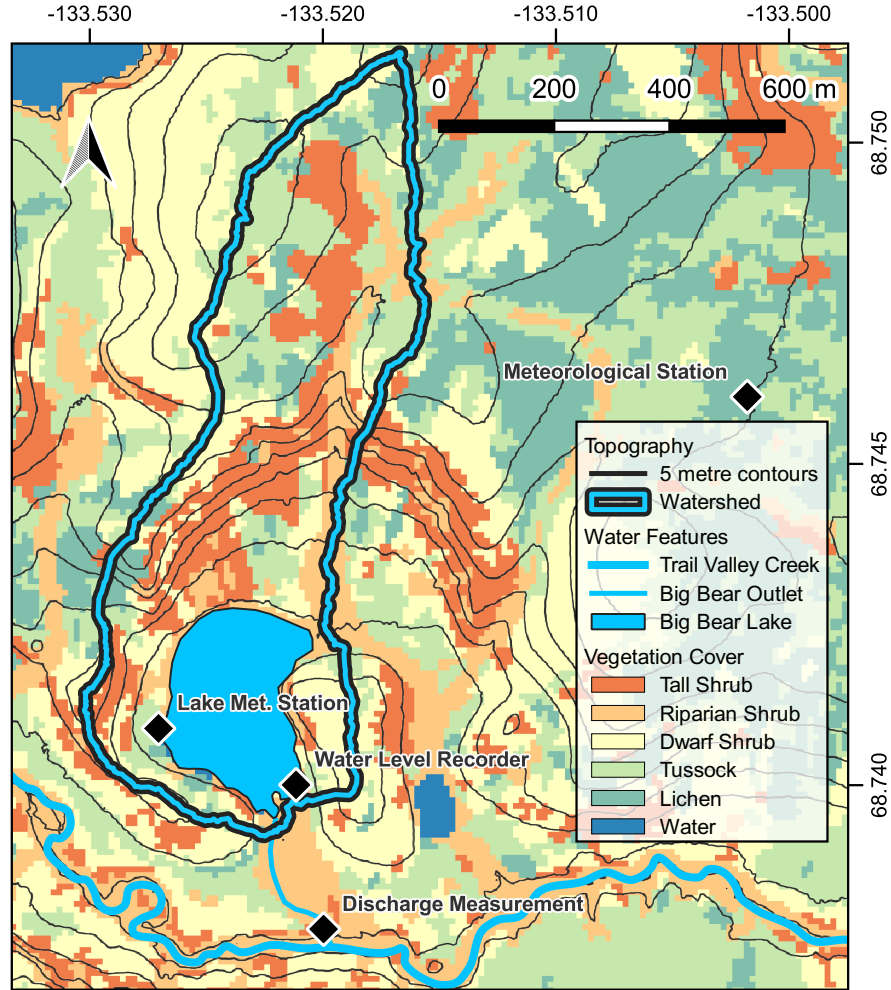 -133.530 -133.520 -133.510 -133.500
0 200 400 600 m
68.750
Meteorological Station
68.745
Topography
5 metre contours
Watershed
Water Features
Trail Valley Creek
Big Bear Outlet
Big Bear Lake
Vegetation Cover
Tall Shrub
Riparian Shrub
Dwarf Shrub
Tussock
Lichen
Water
Lake Met. Station
Water Level Recorder
68.740
Discharge Measurement